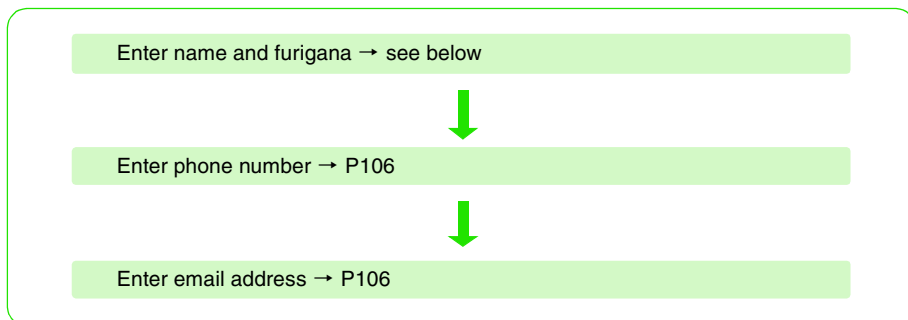 Enter name and furigana → see below
Enter phone number → P106
Enter email address → P106